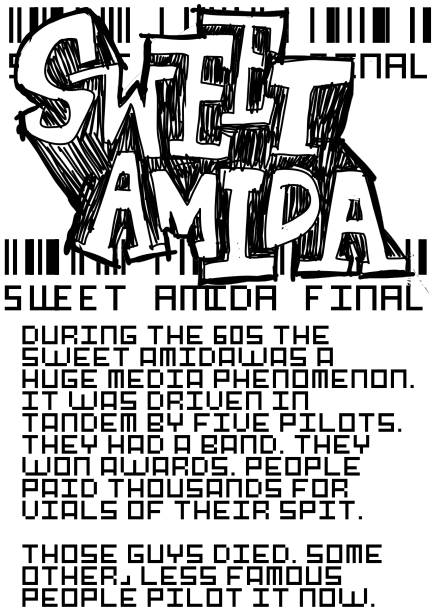 S FINAL
SWEET
AMIDA
SWEET AMIDA FINAL
DURING THE 60S THE
SWEET AMIDAWAS A
HUGE MEDIA PHENOMENON.
IT WAS DRIVEN IN
TANDEM BY FIVE PILOTS.
THEY HAD A BAND. THEY
WON AWARDS. PEOPLE
PAID THOUSANDS FOR
VIALS OF THEIR SPIT.
THOSE GUYS DIED. SOME
OTHER, LESS FAMOUS
PEOPLE PILOT IT NOW.